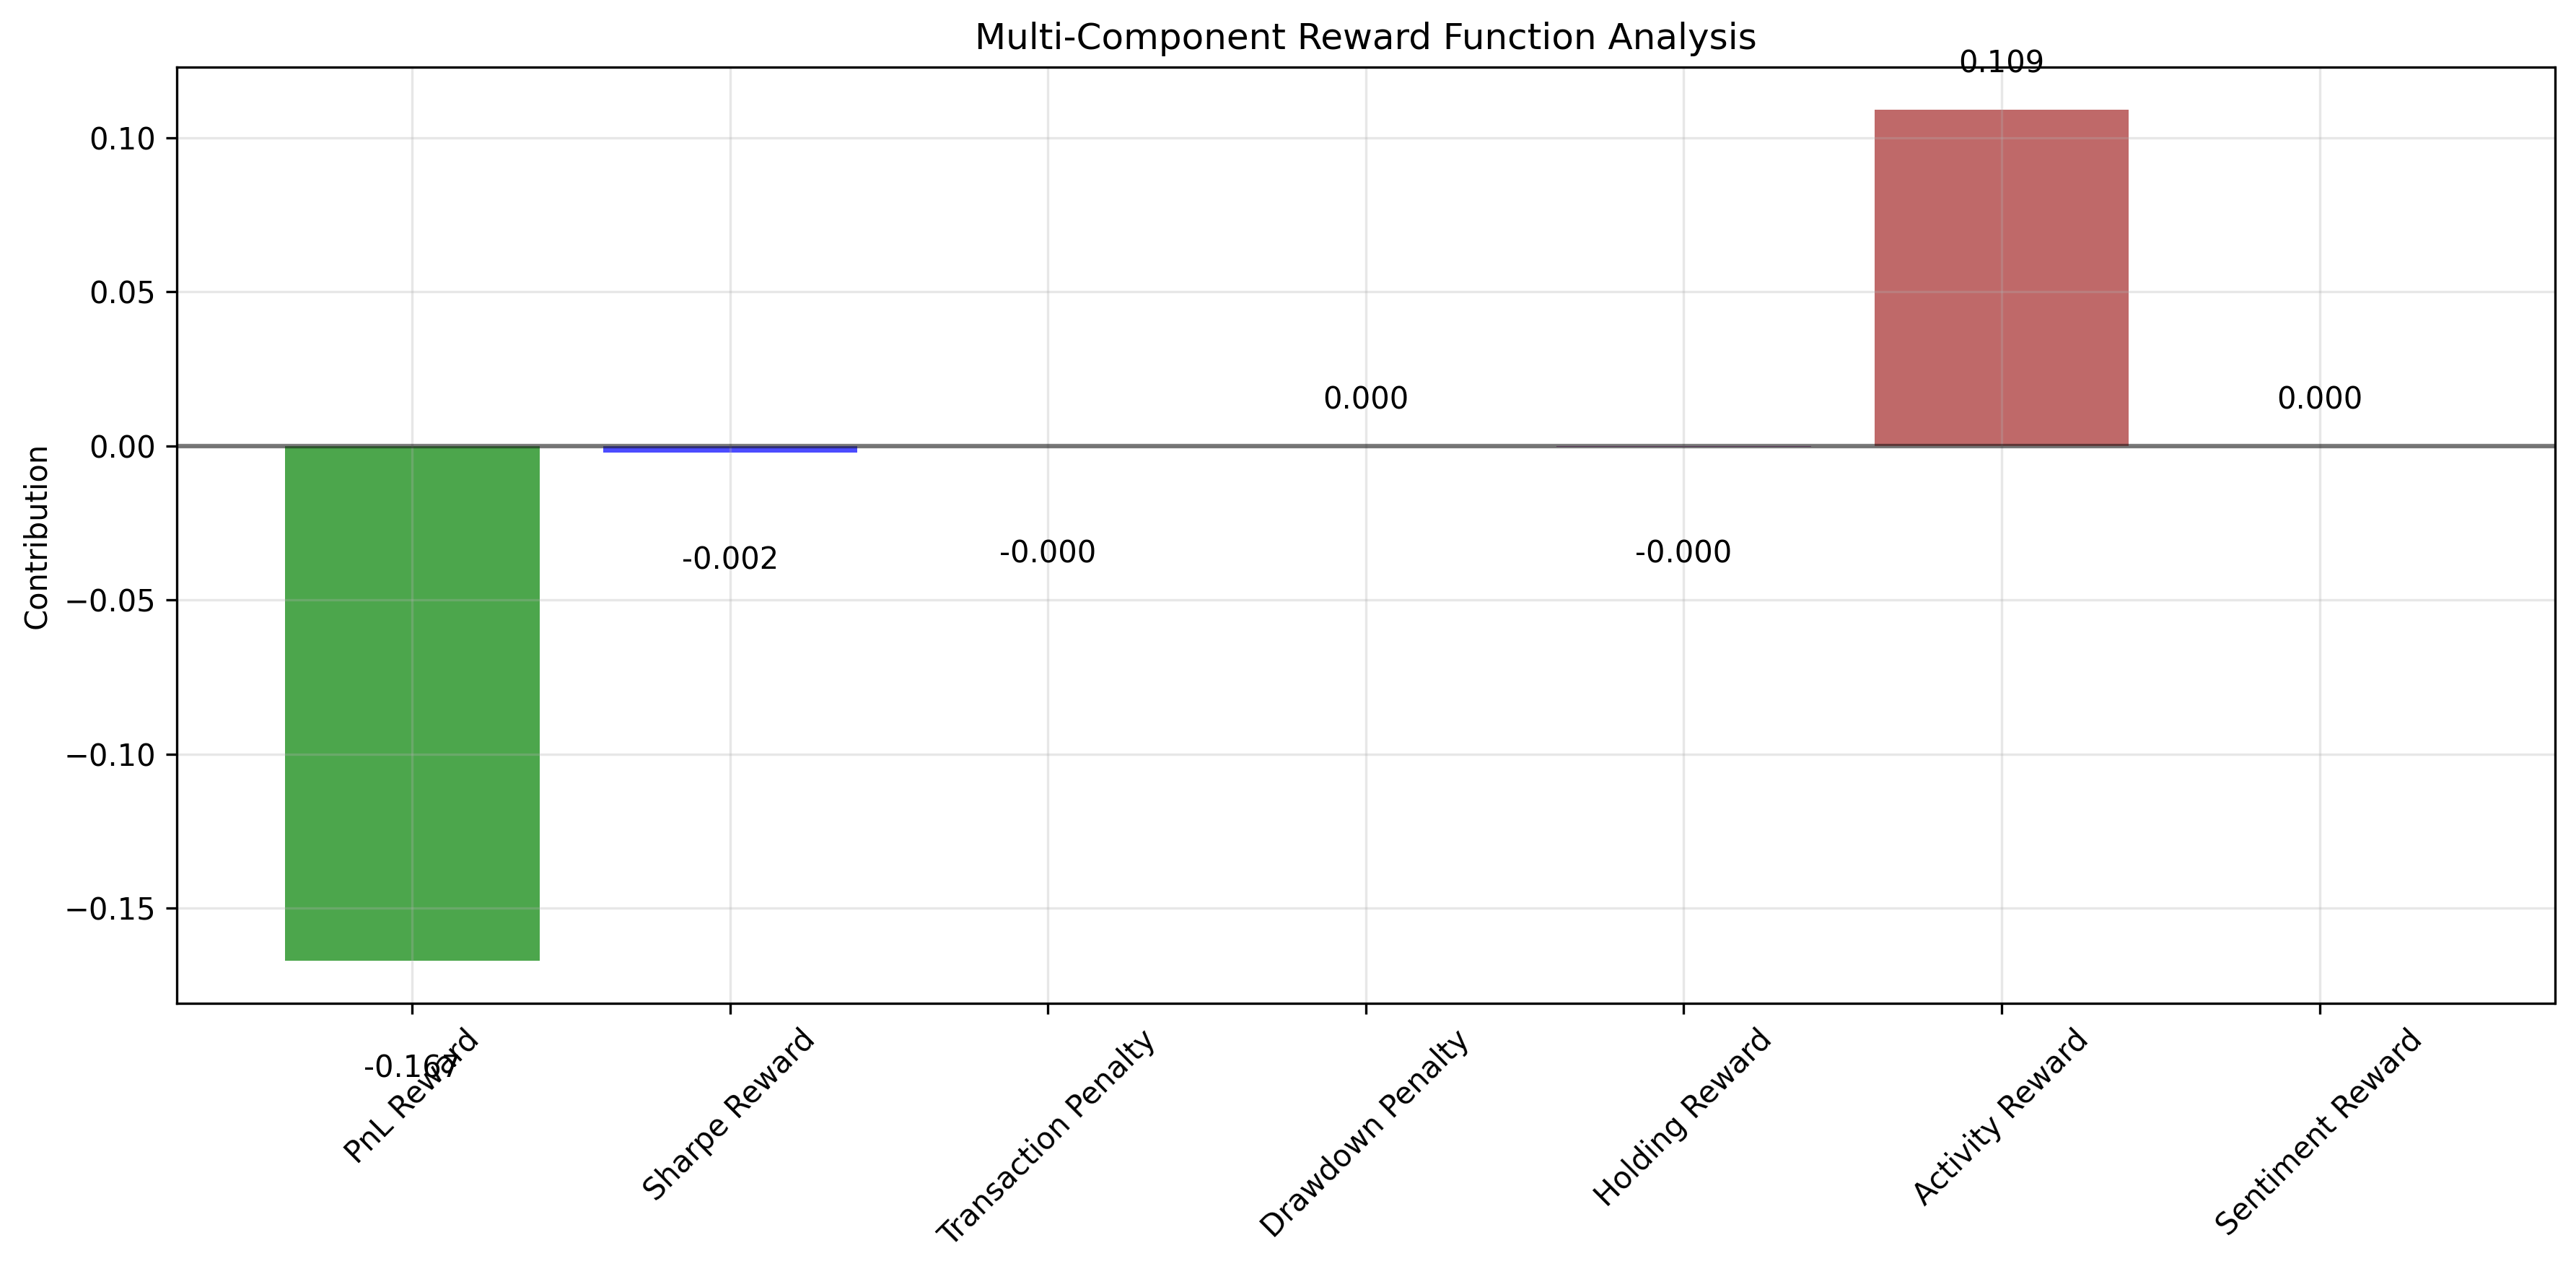 Multi-Component Reward Function Analysis
0.109
0.10
0.05
0.000
0.000
0.00
Contribution
-0.002
-0.000
-0.000
−0.05
−0.10
−0.15
-0.167
PnL Reward
Sharpe Reward
Transaction Penalty
Drawdown Penalty
Holding Reward
Activity Reward
Sentiment Reward